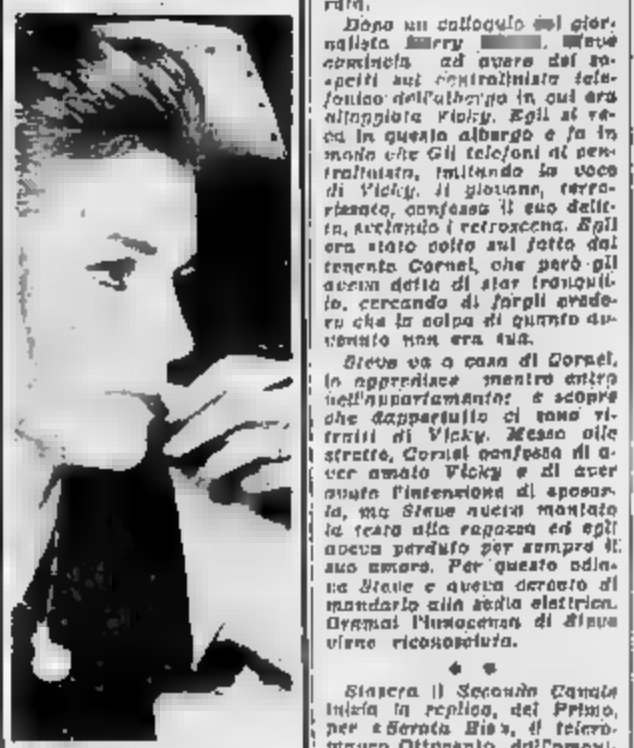 Dopo un colloquio col gior-
nalista
comincia ad avere dei so-
spetti sul centralinista tele-
fonico dell'albergo in cui era
alloggiata Vicky. Egli si re-
ca in questo albergo e fa in
modo che Gil telefoni al cen-
tralinista, imitando la voce
di Vicky. Il giovane, terro-
rizzato, confessa il suo delit-
to, svelando i retroscena. Egli
era stato colto sul fatto dal
tenente Cornel, che però gli
aveva detto di star tranquil-
lo, cercando di fargli crede-
re che la colpa di quanto av-
venuto non era sua.
Steve va a casa di Cornel,
lo apprendisce mentre entra
nell'appartamento: e scopre
che dappertutto ci sono ri-
tratti di Vicky. Messo alle
strette, Cornel confessa di a-
ver amato Vicky e di aver
avuto l'intenzione di sposar-
la, ma Steve aveva montato
la testa alla ragazza ed egli
aveva perduto per sempre il
suo amore. Per questo odia-
va Steve e aveva cercato di
mandarlo alla sedia elettrica.
Oramai l'innocenza di Steve
viene riconosciuta.
Stasera il Secondo Canale
inizia la replica, del Primo,
per « Serata Bis », il telero-